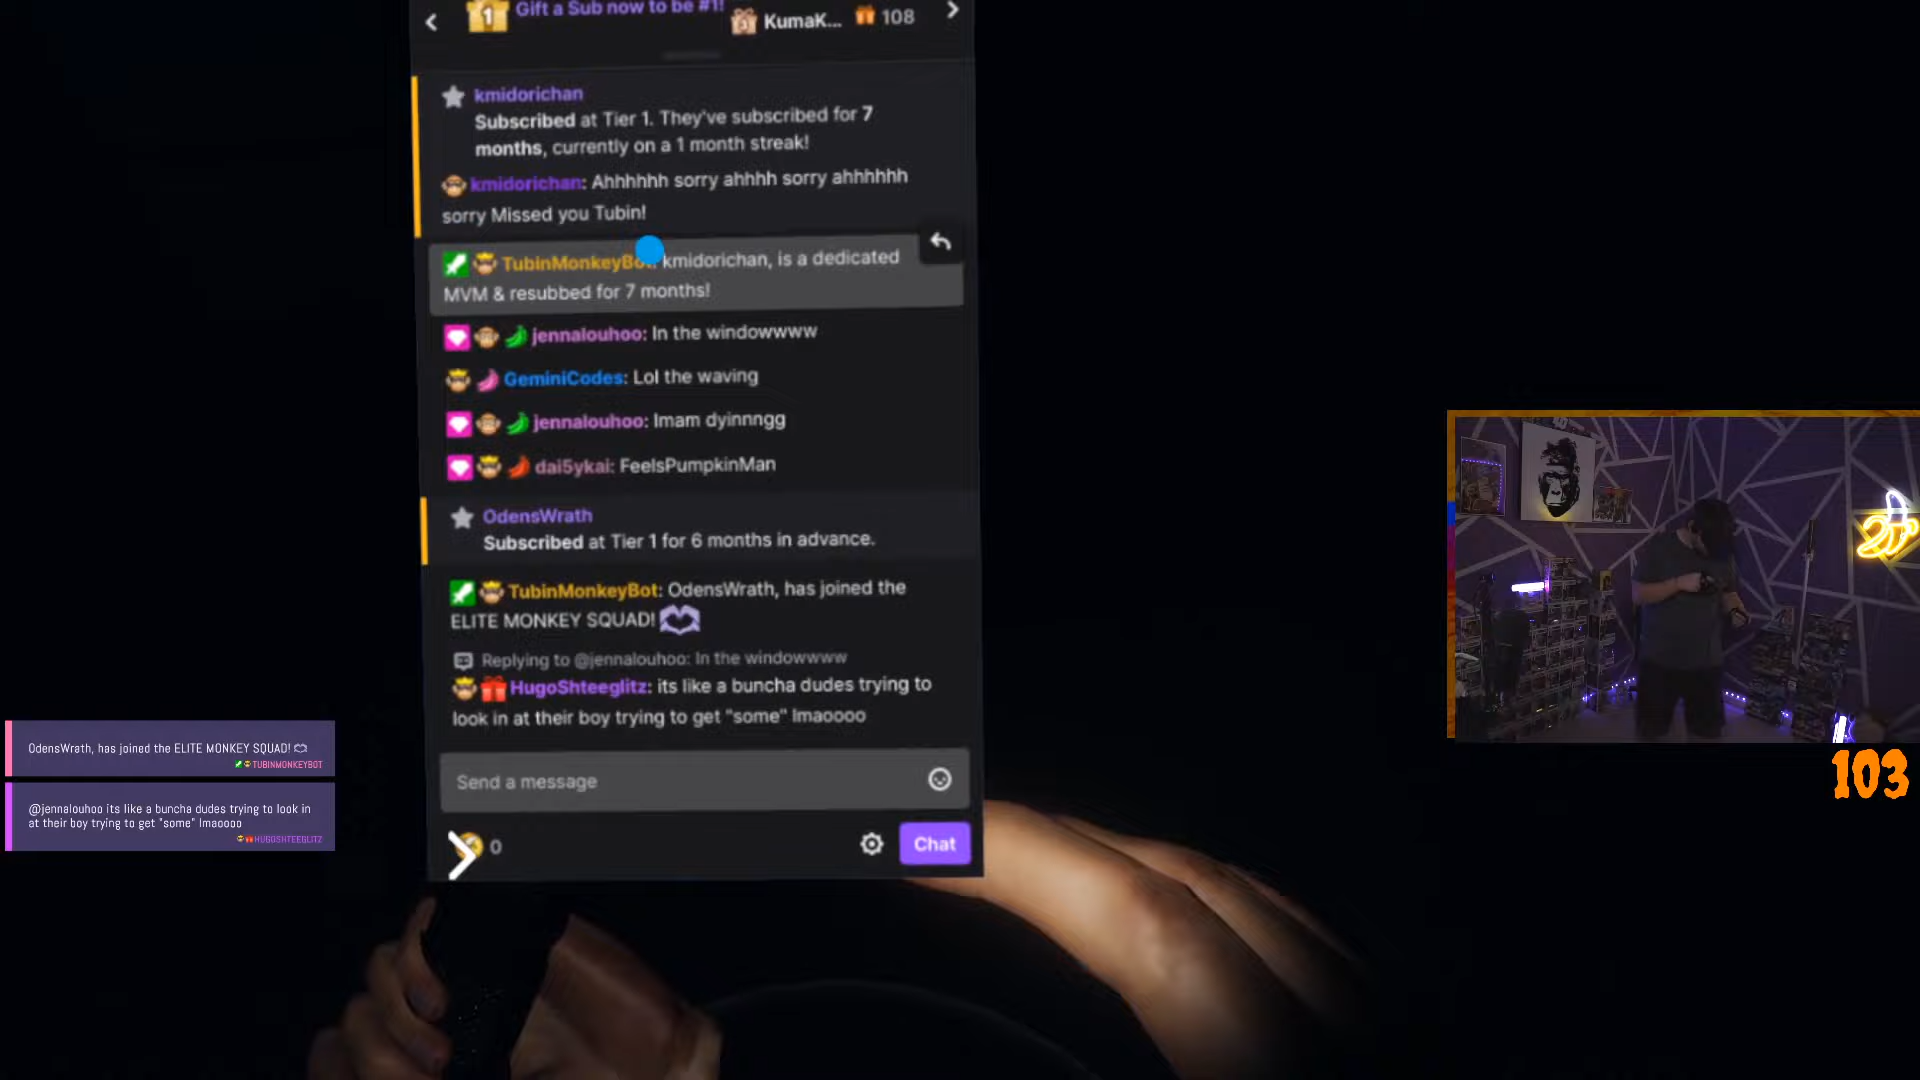 Gift a Sub now to be #1!
KumaK... 108
kmidorichan
Subscribed at Tier 1. They've subscribed for 7
months, currently on a 1 month streak!
kmidorichan: Ahhhhhh sorry ahhhh sorry ahhhhhh
sorry Missed you Tubin!
TubinMonkeyBot: kmidorichan, is a dedicated
MVM & resubbed for 7 months!
jennalouhoo: In the windowwww
GeminiCodes: Lol the waving
jennalouhoo: Imam dyinnngg
dai5ykai: FeelsPumpkinMan
OdensWrath
Subscribed at Tier 1 for 6 months in advance.
TubinMonkeyBot: OdensWrath, has joined the
ELITE MONKEY SQUAD!
Replying to @jennalouhoo: In the windowwww
HugoShteeglitz: its like a buncha dudes trying to
look in at their boy trying to get "some" lmaoooo
Send a message
0
Chat
OdensWrath, has joined the ELITE MONKEY SQUAD!
TUBINMONKEYBOT
@jennalouhoo its like a buncha dudes trying to look in
at their boy trying to get "some" lmaoooo
HUGOSHTEEGLITZ
103